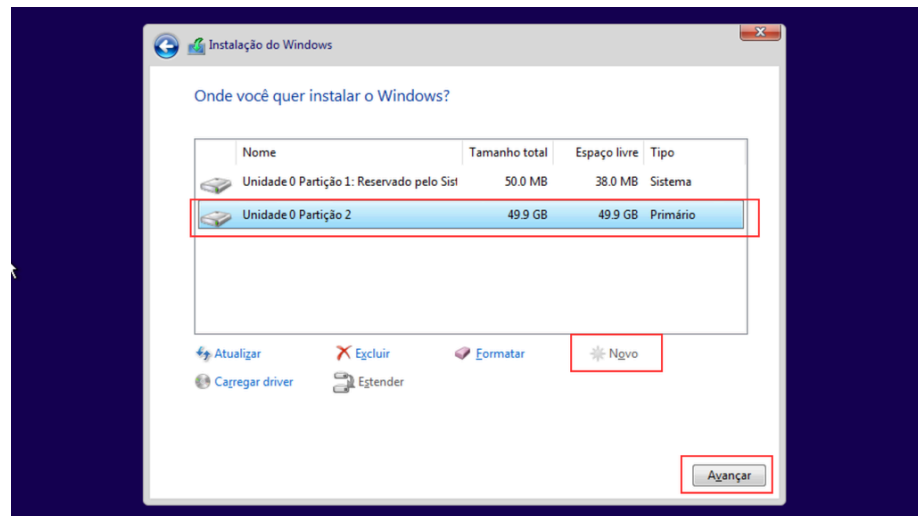 Instalação do Windows
Onde você quer instalar o Windows?
Nome Tamanho total Espaço livre Tipo
Unidade 0 Partição 1: Reservado pelo Sist 50.0 MB 38.0 MB Sistema
Unidade 0 Partição 2 49.9 GB 49.9 GB Primário
Atualizar Excluir Formatar Novo
Carregar driver Estender
Avançar